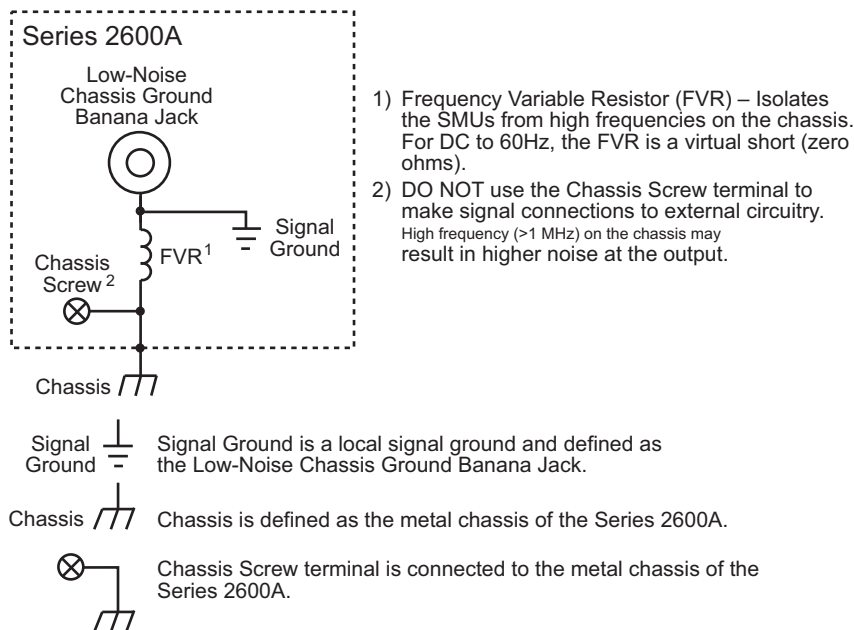 Series 2600A
Low-Noise
Chassis Ground
Banana Jack
Signal
Ground
FVR1
Chassis
Screw 2
Chassis
1) Frequency Variable Resistor (FVR) – Isolates
the SMUs from high frequencies on the chassis.
For DC to 60Hz, the FVR is a virtual short (zero
ohms).
2) DO NOT use the Chassis Screw terminal to
make signal connections to external circuitry.
High frequency (>1 MHz) on the chassis may
result in higher noise at the output.
Signal
Ground
Signal Ground is a local signal ground and defined as
the Low-Noise Chassis Ground Banana Jack.
Chassis
Chassis is defined as the metal chassis of the Series 2600A.
Chassis Screw terminal is connected to the metal chassis of the
Series 2600A.